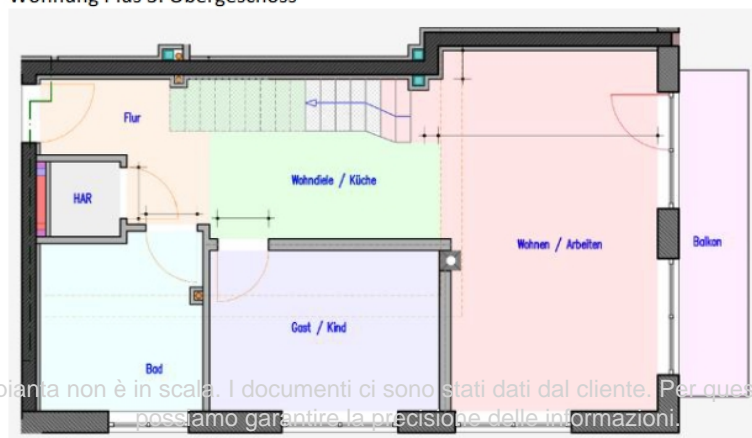 Wohnung Plus 3. Obergeschoss
Flur
Wohndiele / Küche
HAR
Wohnen / Arbeiten
Balkon
Gast / Kind
Bad
pianta non è in scala. I documenti ci sono stati dati dal cliente. Per ques
possiamo garantire la precisione delle informazioni.